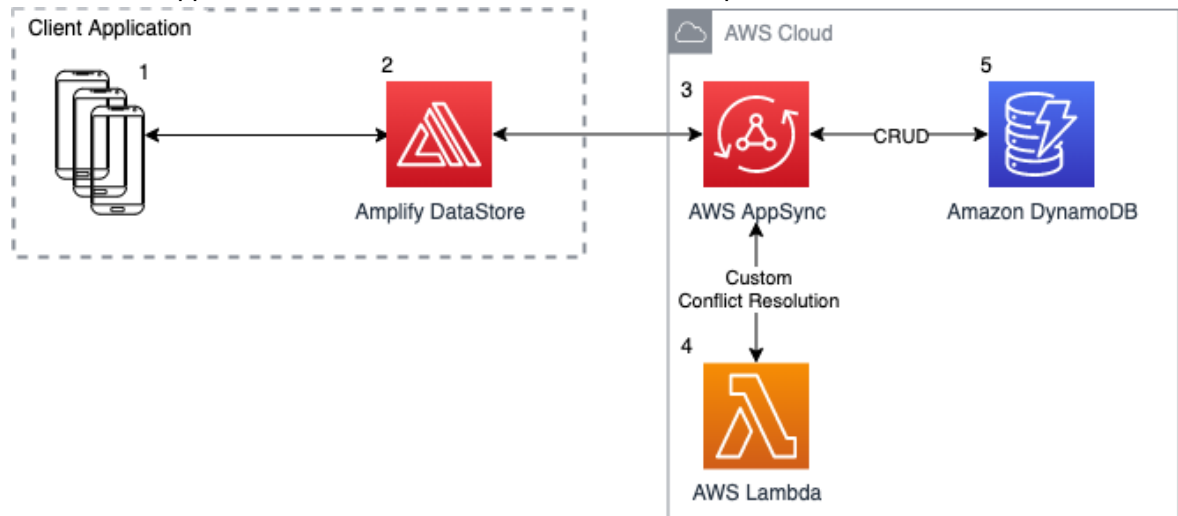 Client Application
AWS Cloud
1
2
3
5
CRUD
Amplify DataStore
AWS AppSync
Amazon DynamoDB
Custom
Conflict Resolution
4
AWS Lambda